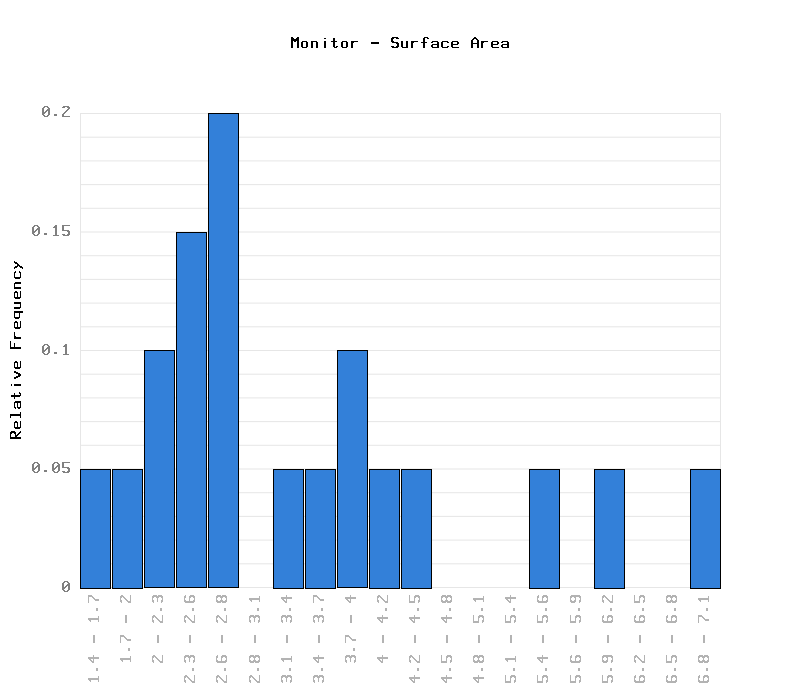 Monitor - Surface Area
0.2
0.15
0.1
0.05
0
Relative Frequency
1.4 - 1.7
1.7 - 2
2 - 2.3
2.3 - 2.6
2.6 - 2.8
2.8 - 3.1
3.1 - 3.4
3.4 - 3.7
3.7 - 4
4 - 4.2
4.2 - 4.5
4.5 - 4.8
4.8 - 5.1
5.1 - 5.4
5.4 - 5.6
5.6 - 5.9
5.9 - 6.2
6.2 - 6.5
6.5 - 6.8
6.8 - 7.1